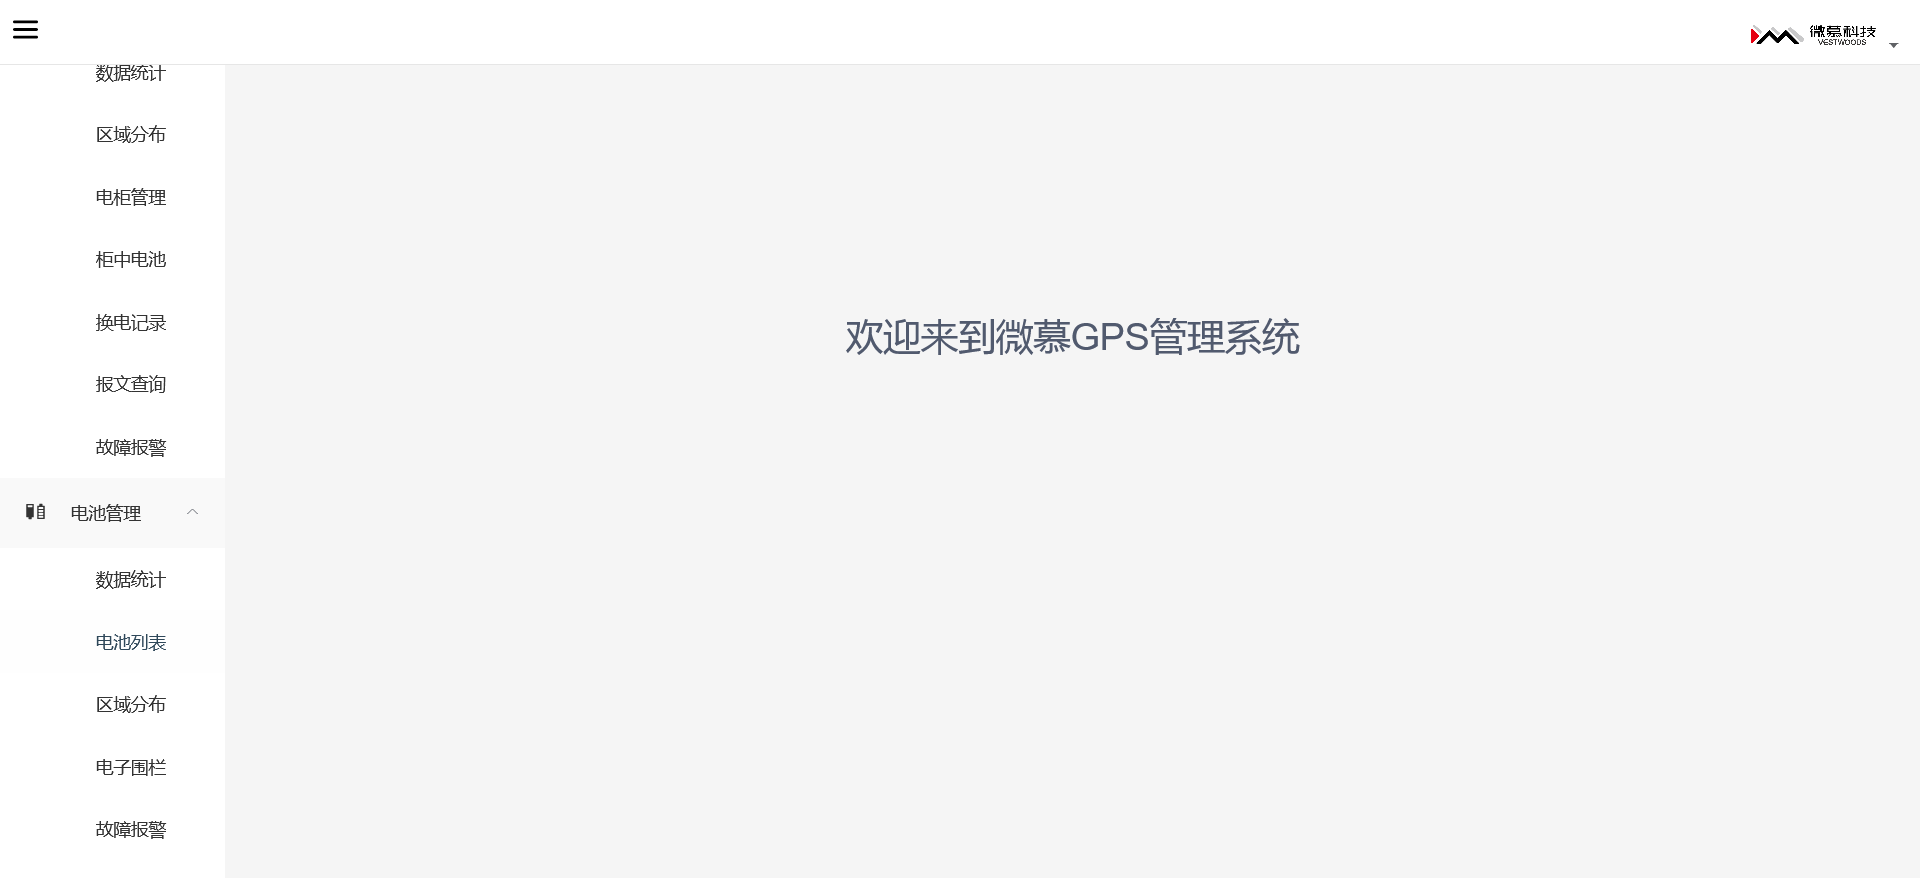 微慕科技
VESTWOODS
数据统计
区域分布
电柜管理
柜中电池
换电记录
报文查询
故障报警
电池管理
数据统计
电池列表
区域分布
电子围栏
故障报警
欢迎来到微慕GPS管理系统